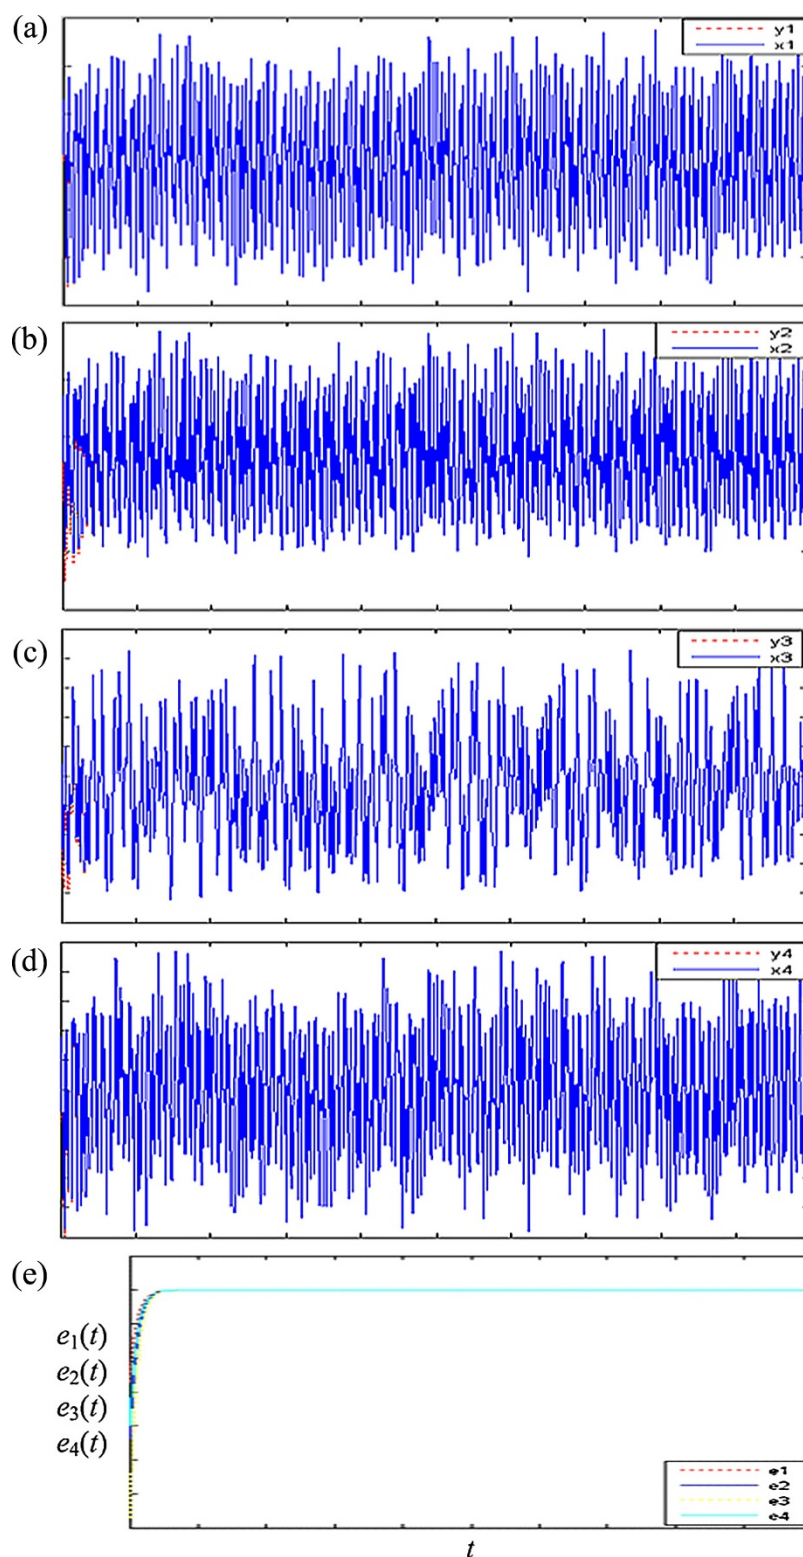 (a)
y1
x1
(b)
y2
x2
(c)
y3
x3
(d)
y4
x4
(e)
e₁(t)
e₂(t)
e₃(t)
e₄(t)
e1
e2
e3
e4
t